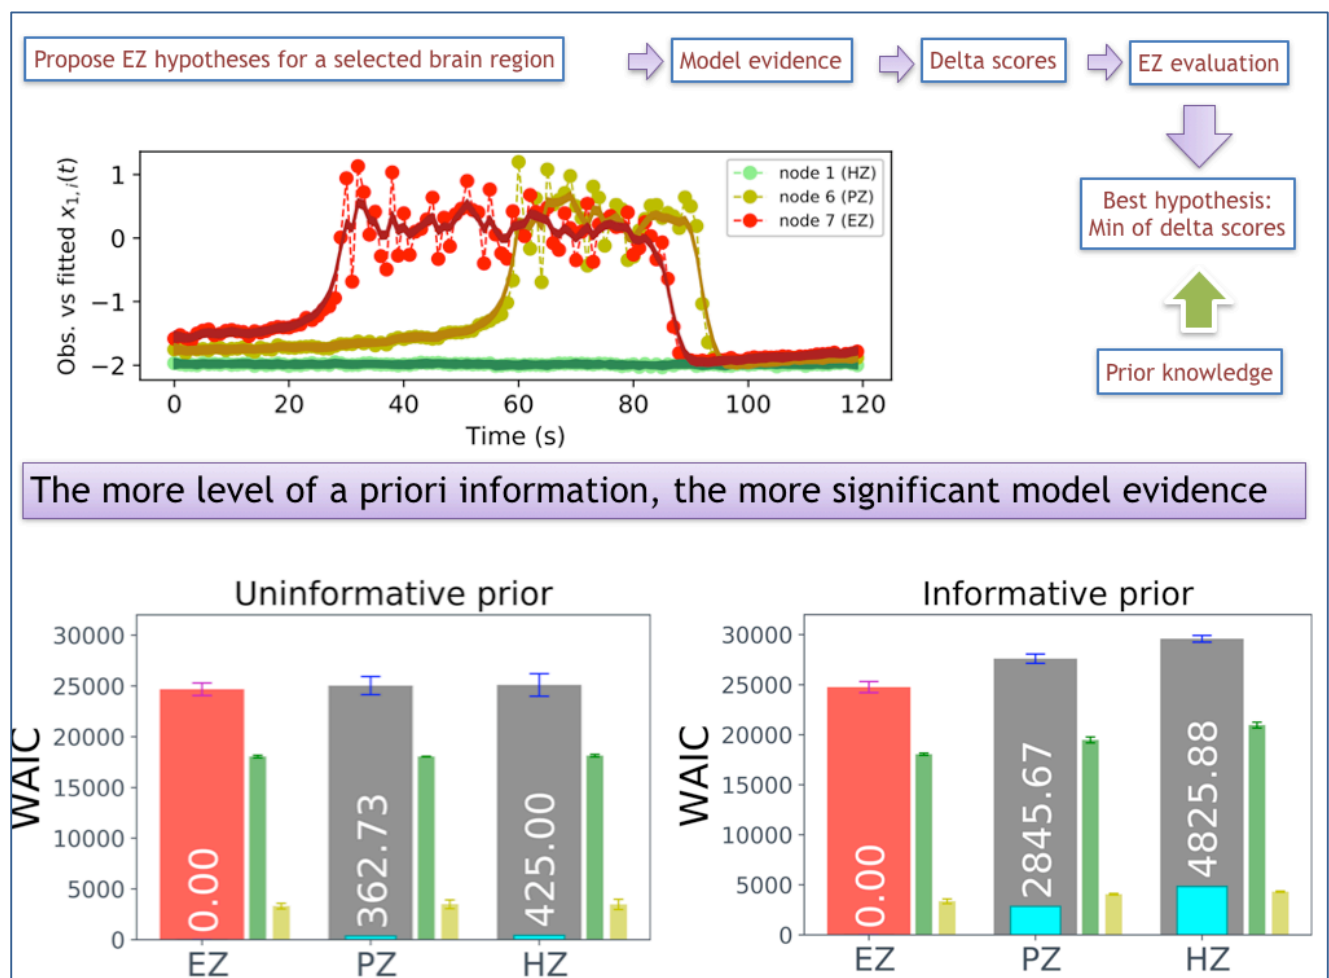 Propose EZ hypotheses for a selected brain region
Model evidence
Delta scores
EZ evaluation
Best hypothesis:
Min of delta scores
Prior knowledge
Obs. vs fitted x1,i(t)
1
0
−1
−2
node 1 (HZ)
node 6 (PZ)
node 7 (EZ)
0 20 40 60 80 100 120
Time (s)
The more level of a priori information, the more significant model evidence
Uninformative prior
WAIC
30000
25000
20000
15000
10000
5000
0
0.00
362.73
425.00
EZ PZ HZ
Informative prior
WAIC
30000
25000
20000
15000
10000
5000
0
0.00
2845.67
4825.88
EZ PZ HZ